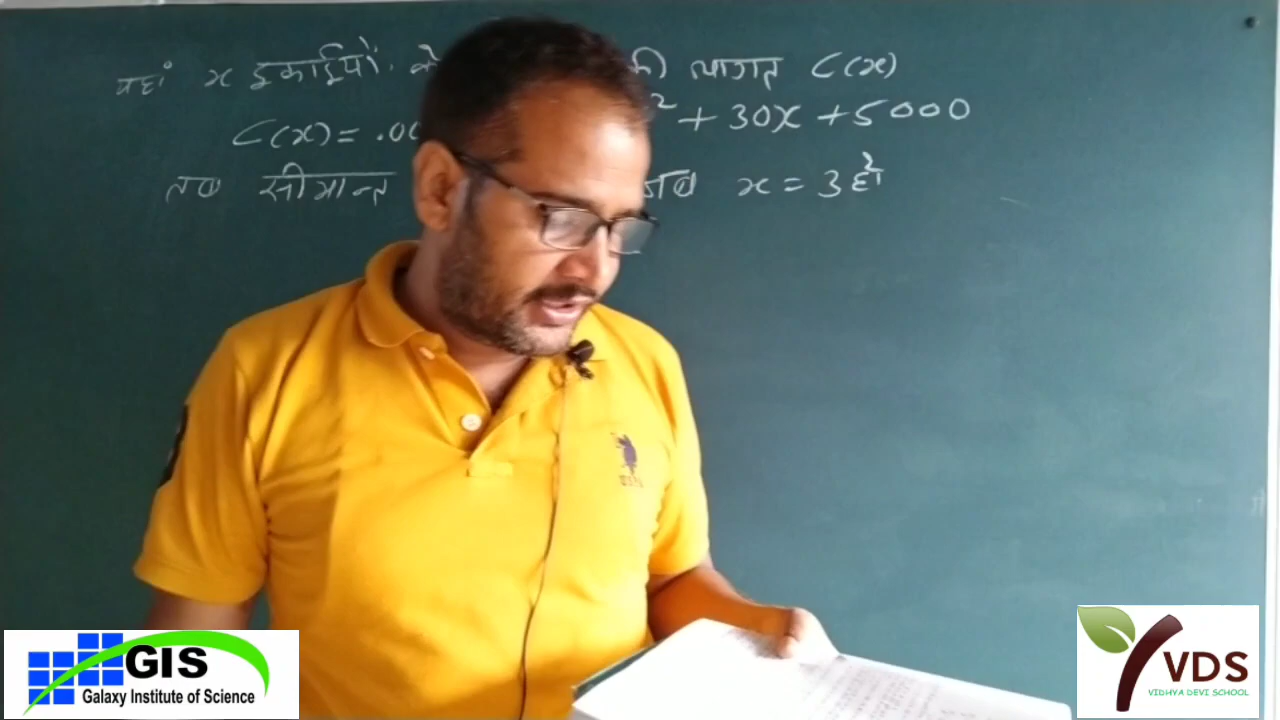 यहां x इकाईयों की लागत C(x)
C(x) = .00 ² + 30x + 5000
तब सीमान्त जब x = 3 है?
U.S.P.A.
GIS
Galaxy Institute of Science
VDS
VIDHYA DEVI SCHOOL